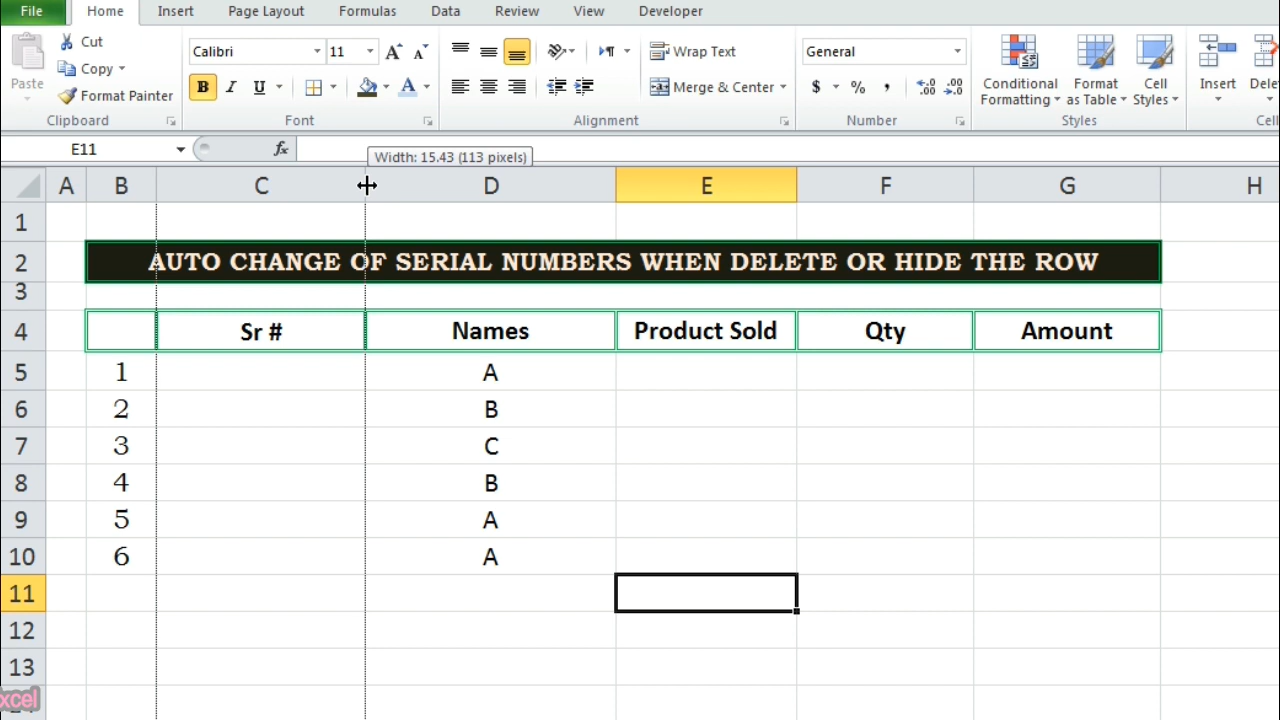 File Home Insert Page Layout Formulas Data Review View Developer
Cut
Copy
Format Painter
Paste
Clipboard
Calibri 11
B I U
Font
Wrap Text
Merge & Center
Alignment
General
$ % ,
Number
Conditional Formatting
Format as Table
Cell Styles
Styles
Insert
E11 fx
Width: 15.43 (113 pixels)
A B C D E F G H
1
2 AUTO CHANGE OF SERIAL NUMBERS WHEN DELETE OR HIDE THE ROW
3
4 Sr # Names Product Sold Qty Amount
5 1 A
6 2 B
7 3 C
8 4 B
9 5 A
10 6 A
11
12
13